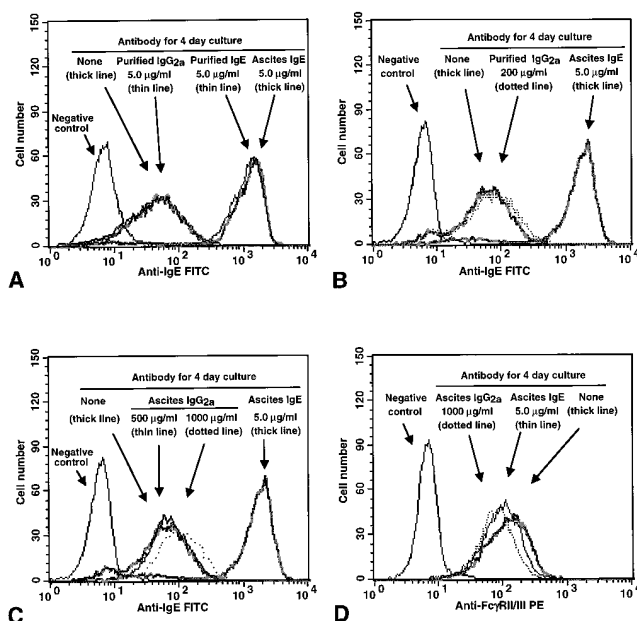 150
120
90
60
30
0
Cell number
Antibody for 4 day culture
None
(thick line)
Purified IgG2a
5.0 μg/ml
(thin line)
Purified IgE
5.0 μg/ml
(thin line)
Ascites IgE
5.0 μg/ml
(thick line)
Negative
control
10^0 10^1 10^2 10^3 10^4
Anti-IgE FITC
A
150
120
90
60
30
0
Cell number
Antibody for 4 day culture
Negative
control
None
(thick line)
Purified IgG2a
200 μg/ml
(dotted line)
Ascites IgE
5.0 μg/ml
(thick line)
10^0 10^1 10^2 10^3 10^4
Anti-IgE FITC
B
150
120
90
60
30
0
Cell number
Antibody for 4 day culture
None
(thick line)
Ascites IgG2a
500 μg/ml
(thin line)
1000 μg/ml
(dotted line)
Ascites IgE
5.0 μg/ml
(thick line)
Negative
control
10^0 10^1 10^2 10^3 10^4
Anti-IgE FITC
C
150
120
90
60
30
0
Cell number
Antibody for 4 day culture
Negative
control
Ascites IgG2a
1000 μg/ml
(dotted line)
Ascites IgE
5.0 μg/ml
(thin line)
None
(thick line)
10^0 10^1 10^2 10^3 10^4
Anti-FcγRII/III PE
D